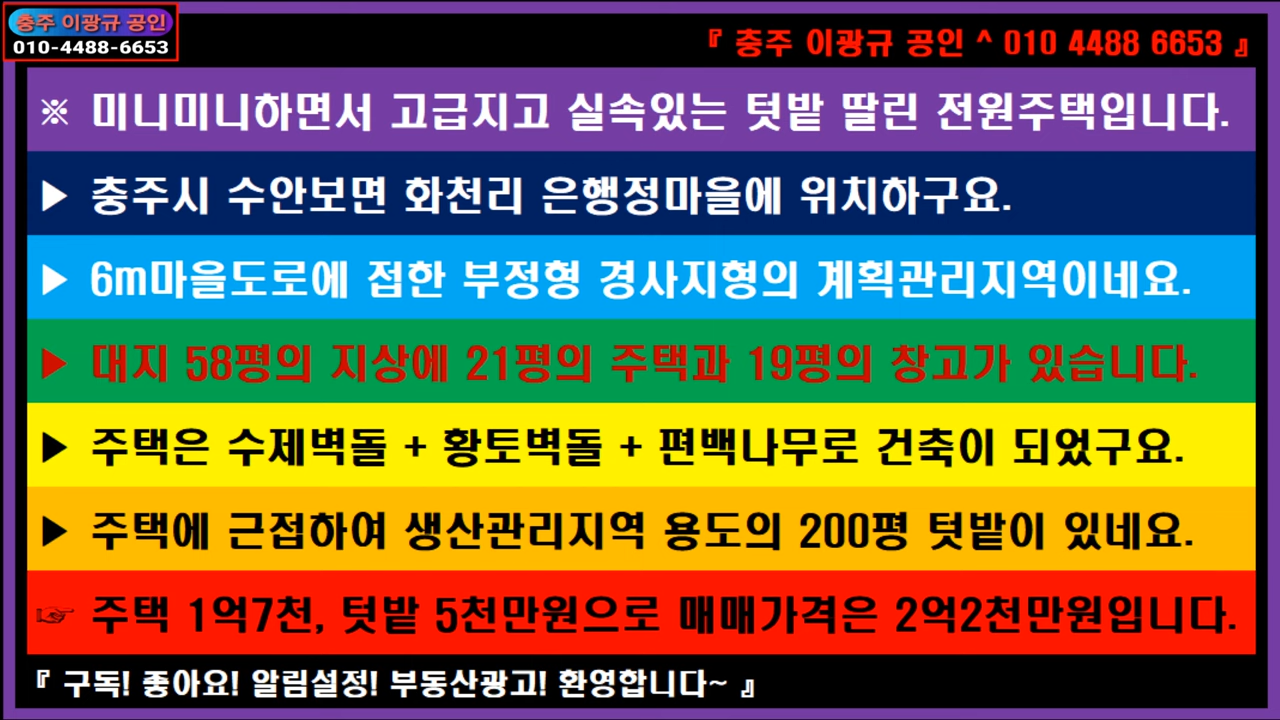 충주 이광규 공인
010-4488-6653
『 충주 이광규 공인 ^ 010 4488 6653 』
※ 미니미니하면서 고급지고 실속있는 텃밭 딸린 전원주택입니다.
▶ 충주시 수안보면 화천리 은행정마을에 위치하구요.
▶ 6m마을도로에 접한 부정형 경사지형의 계획관리지역이네요.
▶ 대지 58평의 지상에 21평의 주택과 19평의 창고가 있습니다.
▶ 주택은 수제벽돌 + 황토벽돌 + 편백나무로 건축이 되었구요.
▶ 주택에 근접하여 생산관리지역 용도의 200평 텃밭이 있네요.
☞ 주택 1억7천, 텃밭 5천만원으로 매매가격은 2억2천만원입니다.
『 구독! 좋아요! 알림설정! 부동산광고! 환영합니다~ 』